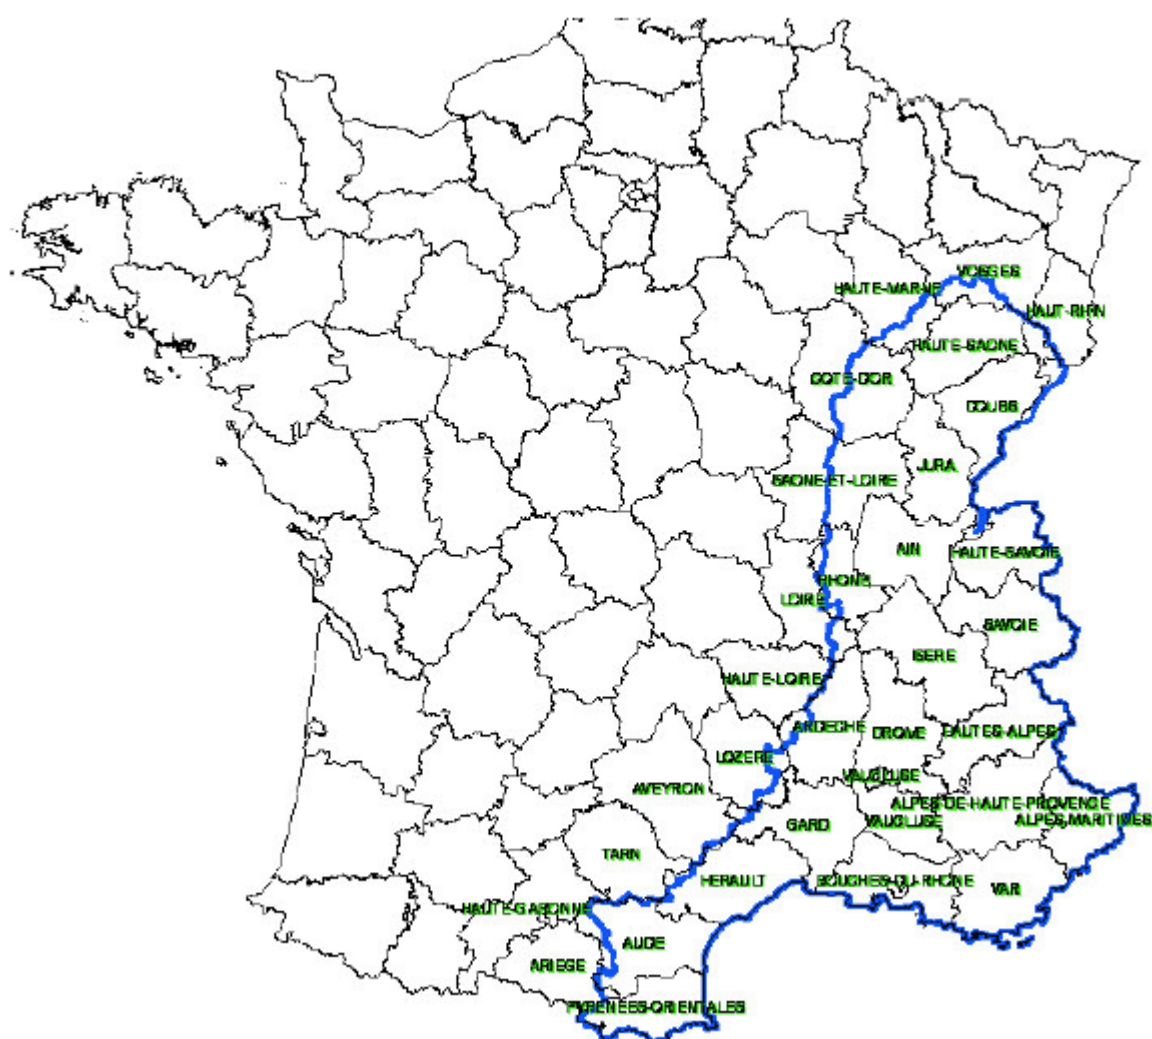 VOSGES
HAUTE-MARNE
HAUT-RHIN
HAUTE-SAONE
COTE-D'OR
DOUBS
JURA
SAONE-ET-LOIRE
AIN
HAUTE-SAVOIE
RHONE
LOIRE
SAVOIE
ISERE
HAUTE-LOIRE
ARDECHE
DROME
HAUTES-ALPES
LOZERE
VAUCLUSE
AVEYRON
ALPES-DE-HAUTE-PROVENCE
GARD
VAUCLUSE
ALPES-MARITIMES
TARN
HERAULT
BOUCHES-DU-RHONE
VAR
HAUTE-GARONNE
AUDE
ARIEGE
PYRENEES-ORIENTALES